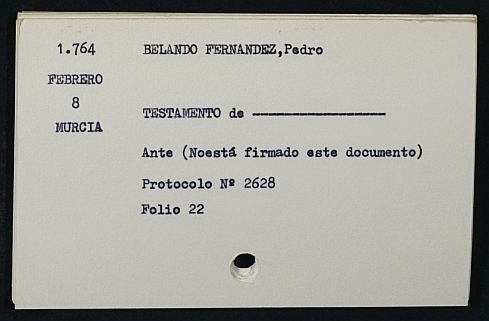 1.764 BELANDO FERNANDEZ,Pedro
FEBRERO
8
TESTAMENTO de ------------------
MURCIA
Ante (Noestá firmado este documento)
Protocolo Nº 2628
Folio 22